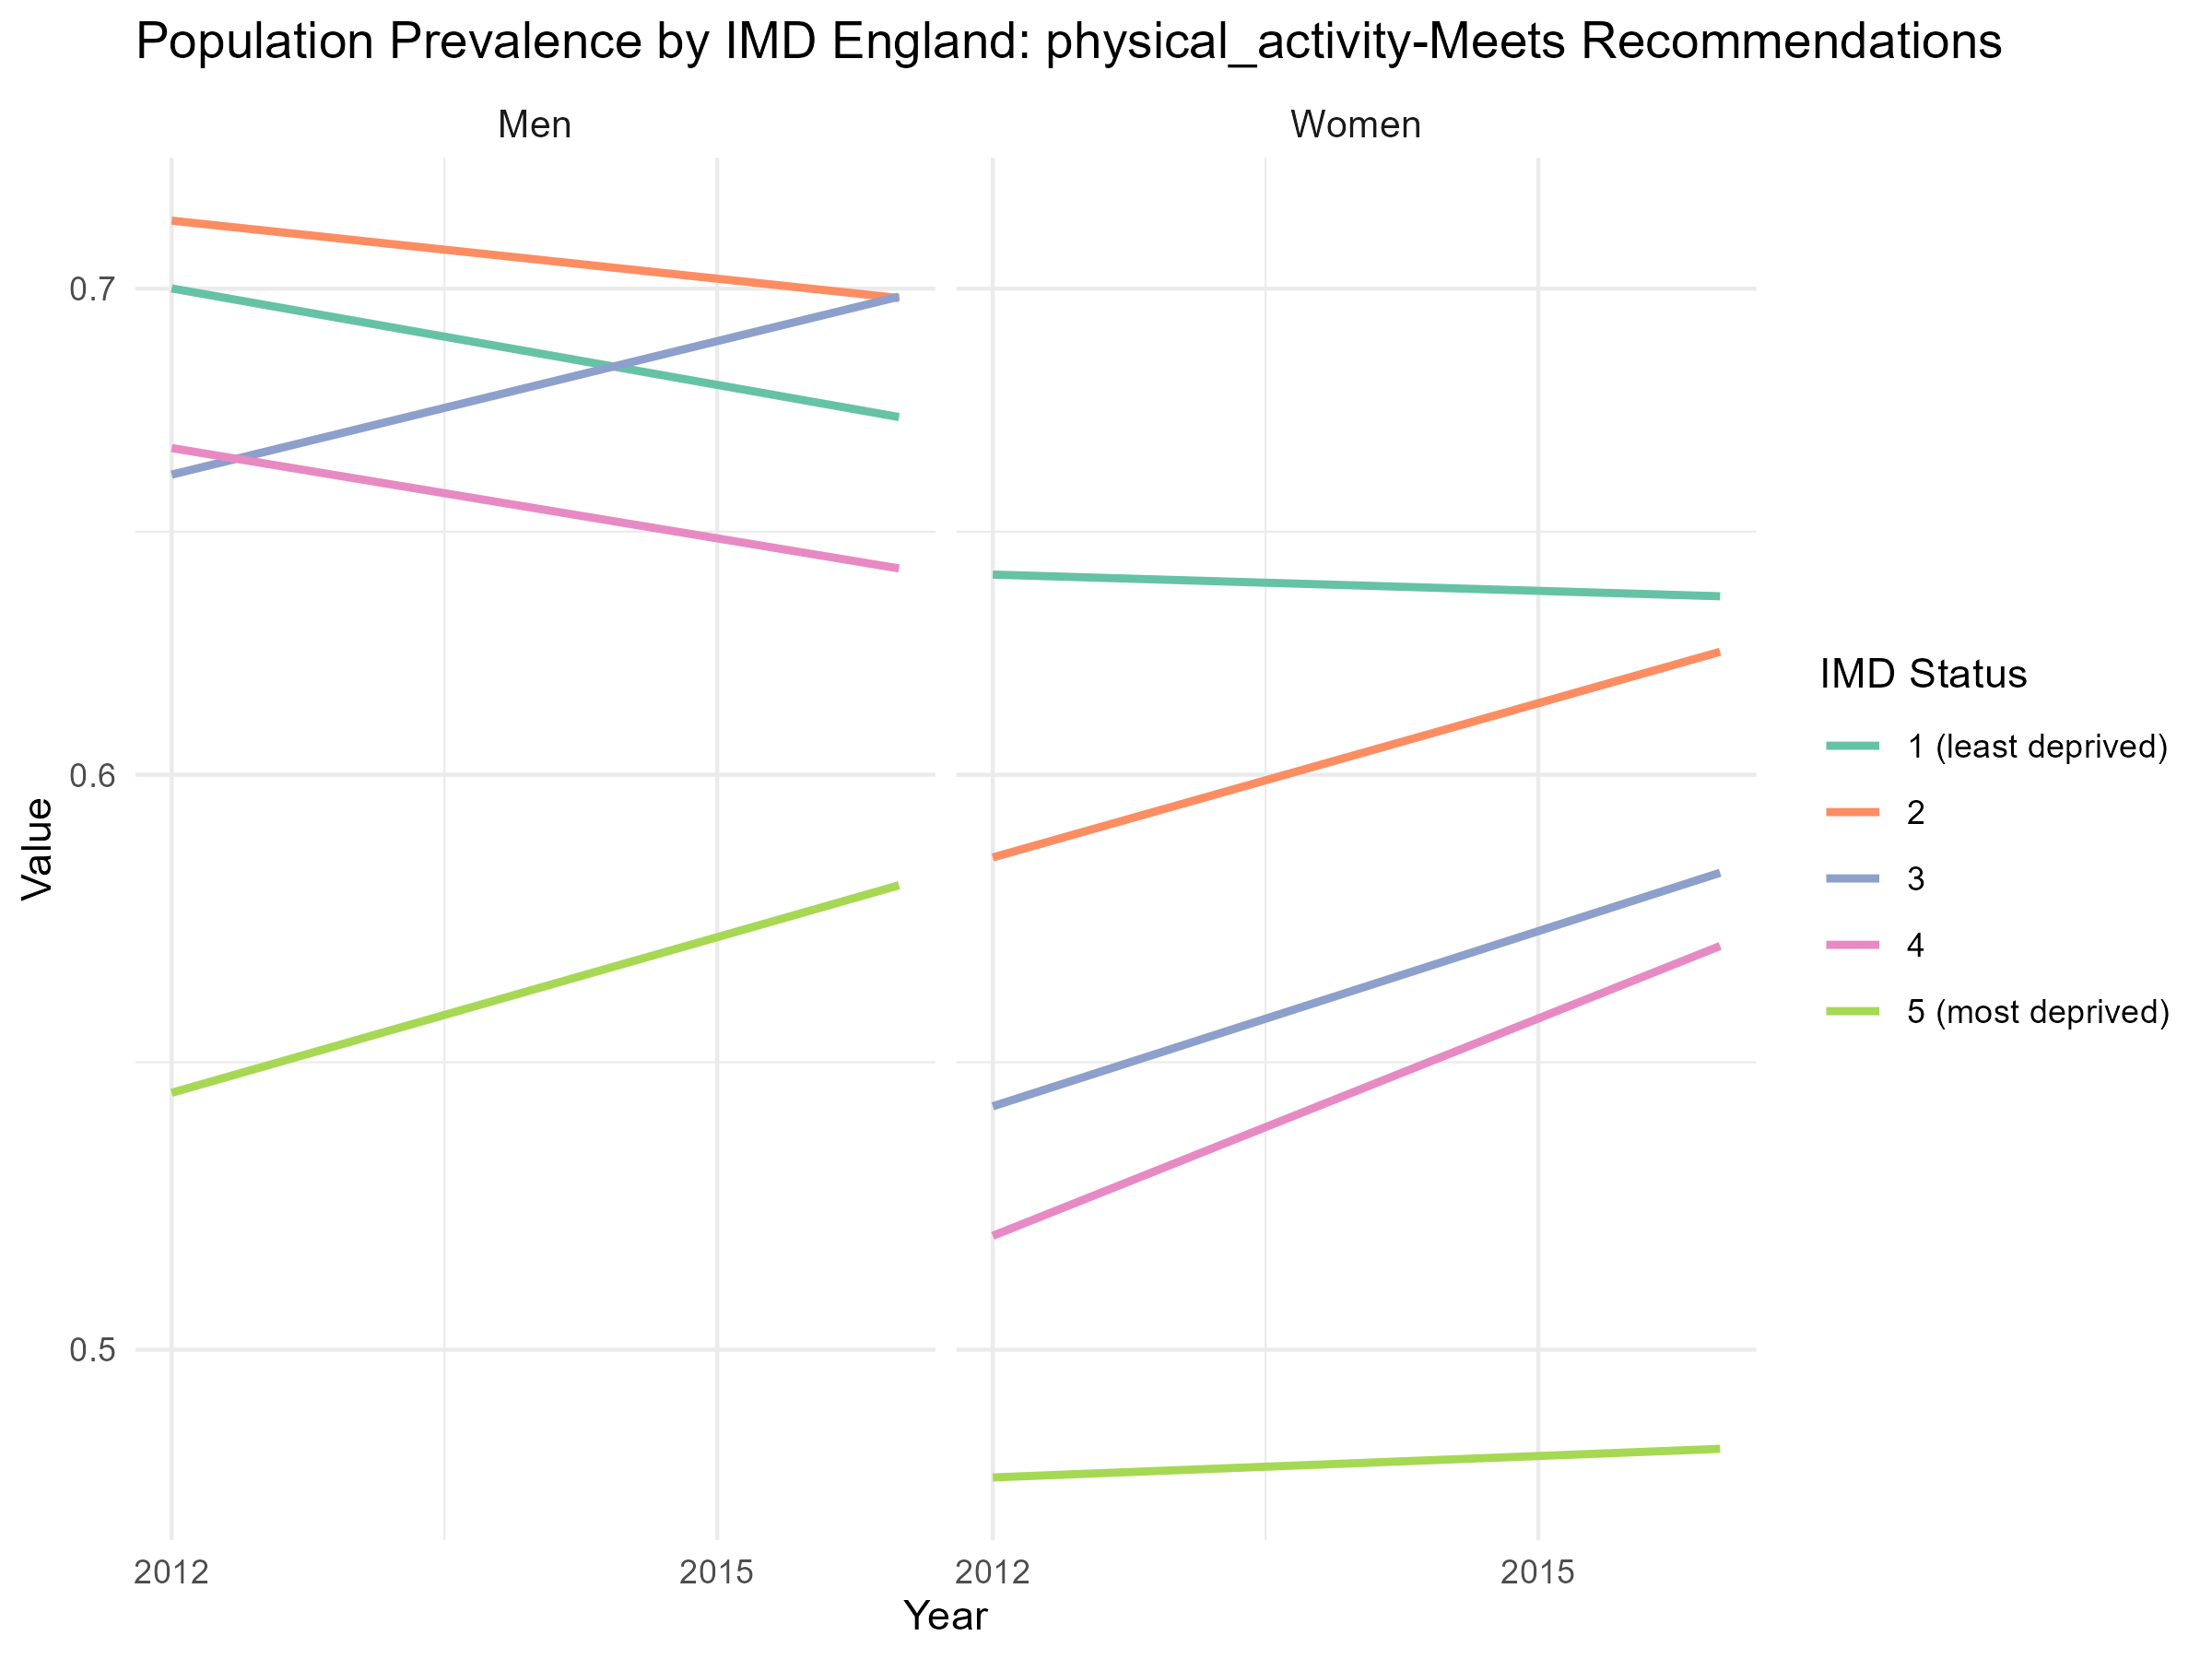 Population Prevalence by IMD England: physical_activity-Meets Recommendations
Men
Women
0.7
0.6
0.5
Value
2012
2015
2012
2015
Year
IMD Status
1 (least deprived)
2
3
4
5 (most deprived)